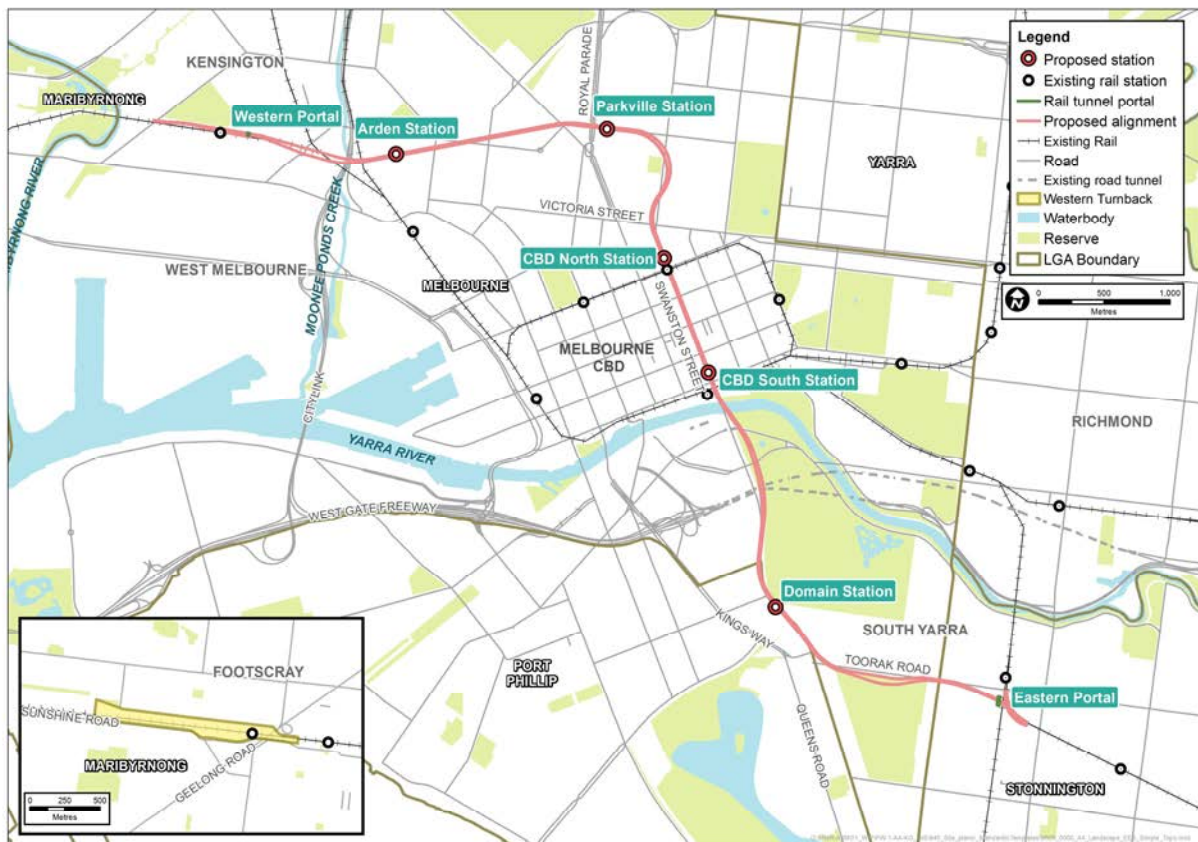 KENSINGTON
MARIBYRNONG
Western Portal
Arden Station
ROYAL PARADE
Parkville Station
Legend
Proposed station
Existing rail station
Rail tunnel portal
Proposed alignment
Existing Rail
Road
Existing road tunnel
Western Turnback
Waterbody
Reserve
LGA Boundary
N
0 500 1,000
Metres
YARRA
VICTORIA STREET
MOONEE PONDS CREEK
WEST MELBOURNE
MELBOURNE
CBD North Station
SWANSTON STREET
MELBOURNE
CBD
CBD South Station
CITYLINK
YARRA RIVER
RICHMOND
WEST GATE FREEWAY
Domain Station
KINGS WAY
SOUTH YARRA
TOORAK ROAD
PORT
PHILLIP
QUEENS ROAD
Eastern Portal
STONNINGTON
FOOTSCRAY
SUNSHINE ROAD
GEELONG ROAD
MARIBYRNONG
0 250 500
Metres